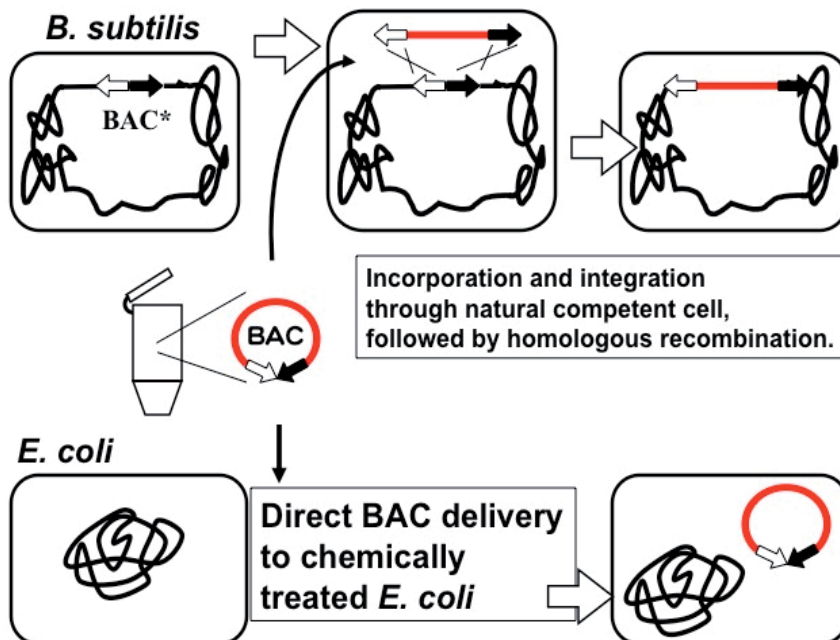 B. subtilis
BAC*
Incorporation and integration
through natural competent cell,
followed by homologous recombination.
BAC
E. coli
Direct BAC delivery
to chemically
treated E. coli